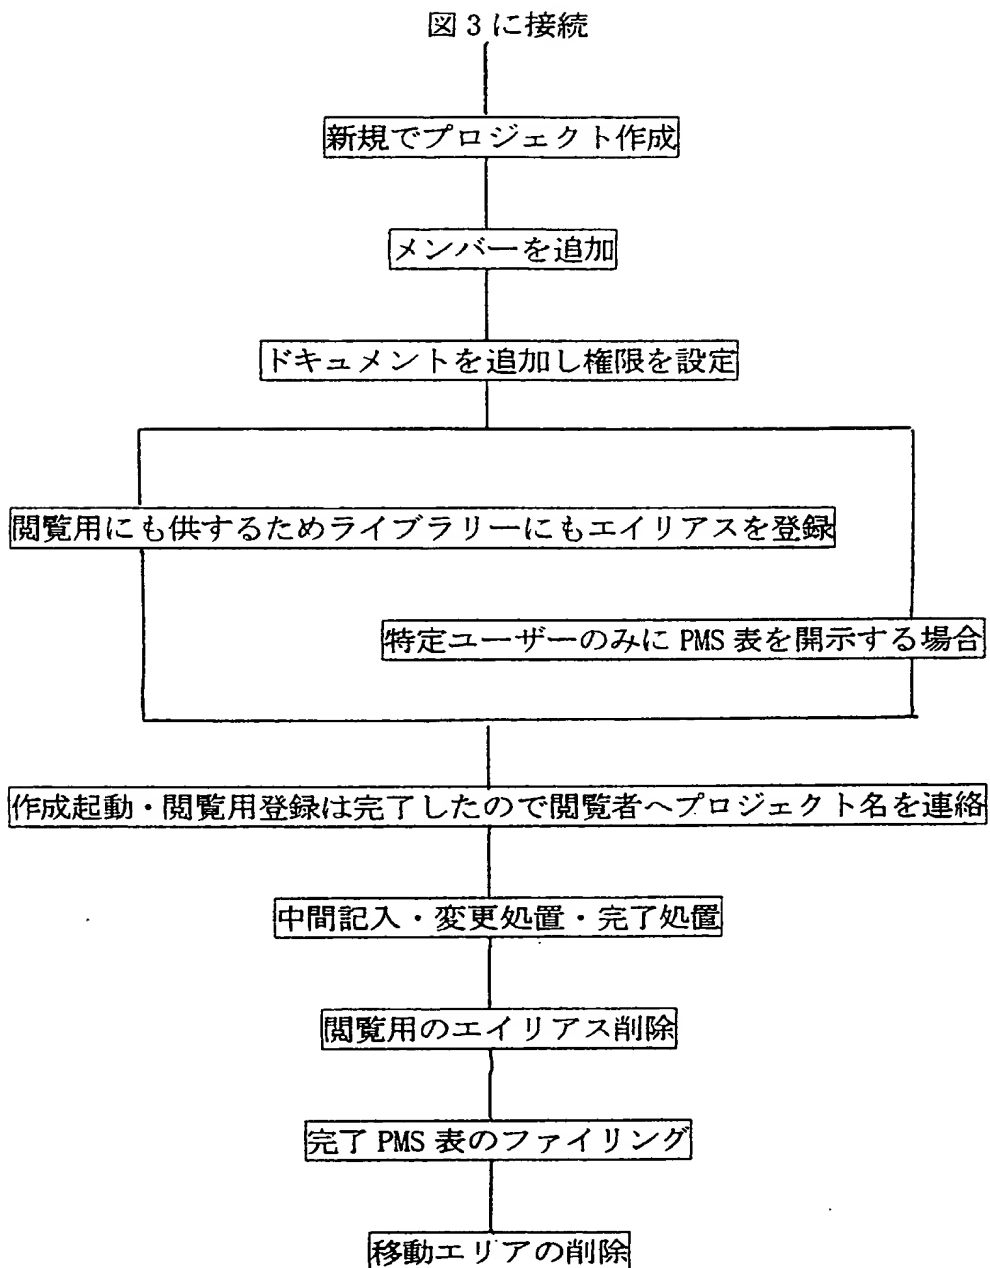 図3に接続
新規でプロジェクト作成
メンバーを追加
ドキュメントを追加し権限を設定
閲覧用にも供するためライブラリーにもエイリアスを登録
特定ユーザーのみに PMS 表を開示する場合
作成起動・閲覧用登録は完了したので閲覧者へプロジェクト名を連絡
中間記入・変更処置・完了処置
閲覧用のエイリアス削除
完了 PMS 表のファイリング
移動エリアの削除